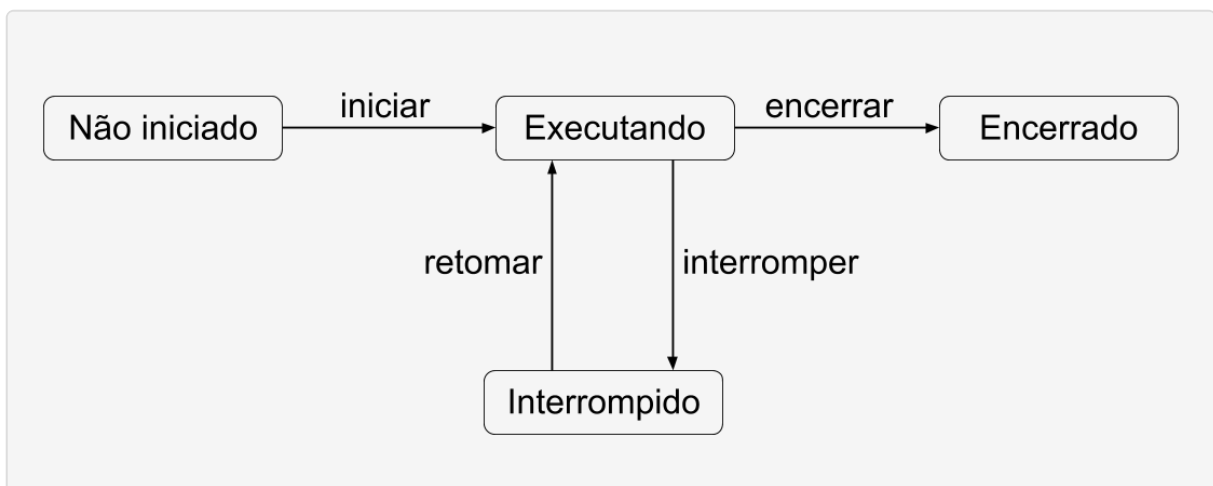 iniciar
encerrar
Não iniciado
Executando
Encerrado
retomar
interromper
Interrompido